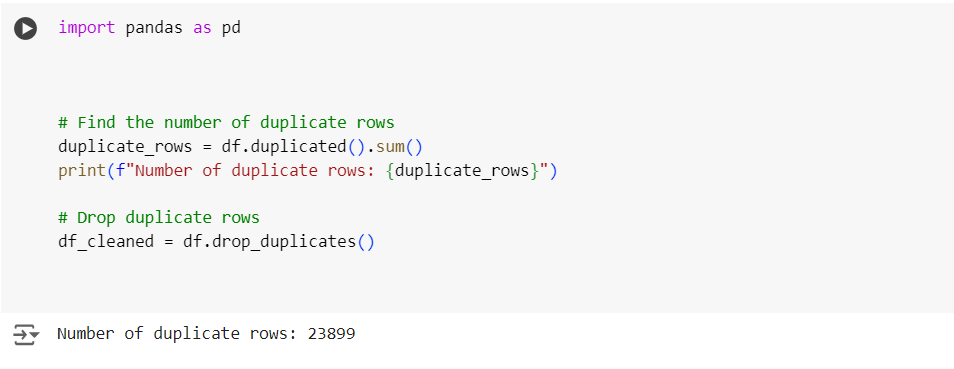 import pandas as pd
# Find the number of duplicate rows
duplicate_rows = df.duplicated().sum()
print(f"Number of duplicate rows: {duplicate_rows}")
# Drop duplicate rows
df_cleaned = df.drop_duplicates()
Number of duplicate rows: 23899